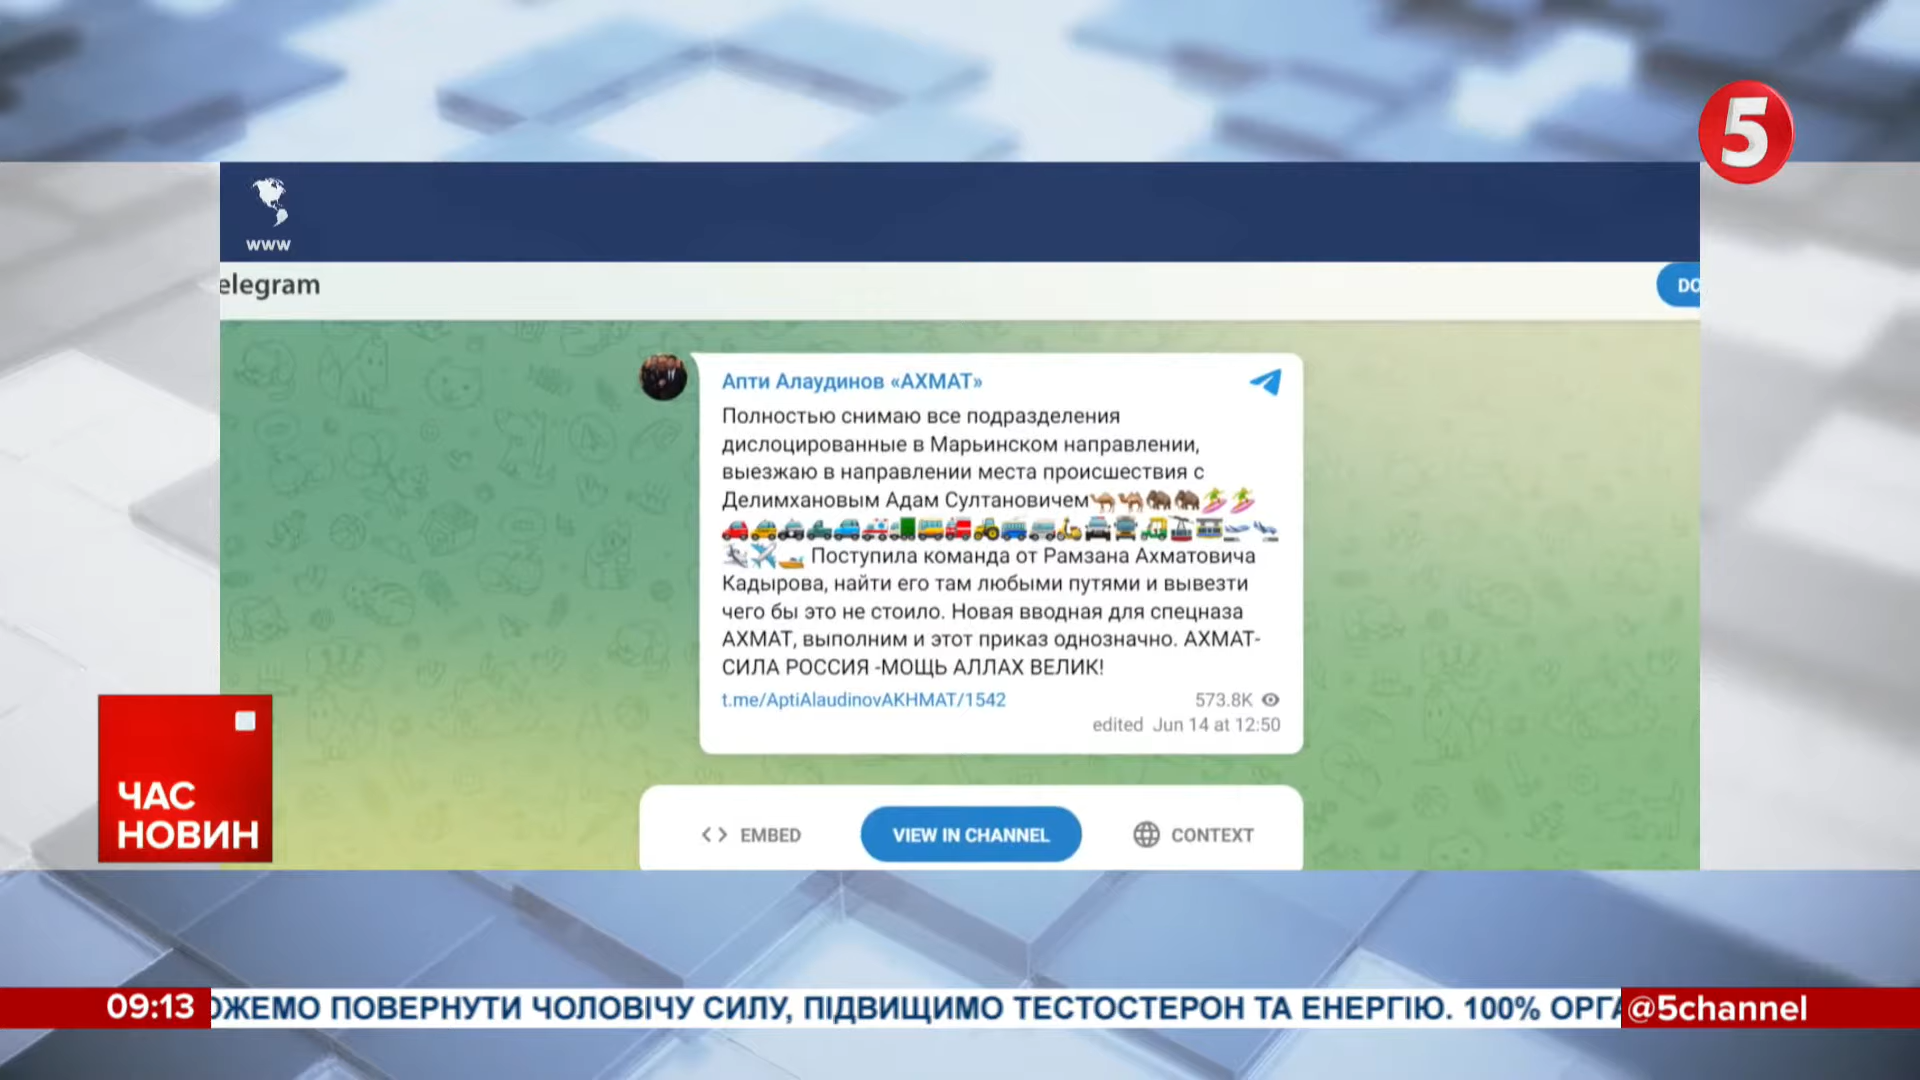 5
www
elegram
DO
Апти Алаудинов «АХМАТ»
Полностью снимаю все подразделения
дислоцированные в Марьинском направлении,
выезжаю в направлении места происшествия с
Делимхановым Адам Султановичем🐪🐫🐘🐘🏄🏄
🚗🚕🚓🛻🚙🚑🚛🚃🚒🚜🚎🚐🛵🚔🚍🛺🚡🚟🛫🛬
🏂✈️🚤 Поступила команда от Рамзана Ахматовича
Кадырова, найти его там любыми путями и вывезти
чего бы это не стоило. Новая вводная для спецназа
АХМАТ, выполним и этот приказ однозначно. АХМАТ-
СИЛА РОССИЯ -МОЩЬ АЛЛАХ ВЕЛИК!
t.me/AptiAlaudinovAKHMAT/1542 573.8K
edited Jun 14 at 12:50
EMBED VIEW IN CHANNEL CONTEXT
ЧАС
НОВИН
09:13 ОЖЕМО ПОВЕРНУТИ ЧОЛОВІЧУ СИЛУ, ПІДВИЩИМО ТЕСТОСТЕРОН ТА ЕНЕРГІЮ. 100% ОРГА @5channel